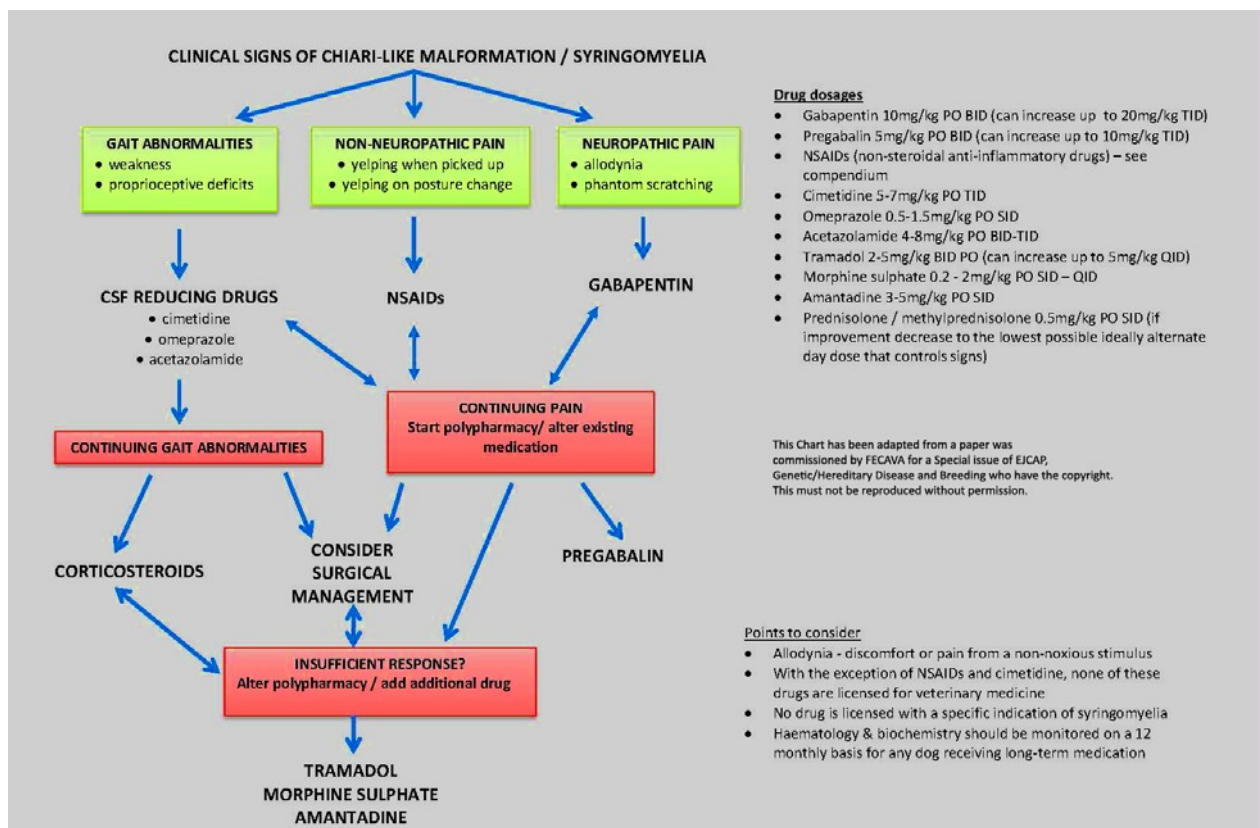 CLINICAL SIGNS OF CHIARI-LIKE MALFORMATION / SYRINGOMYELIA
GAIT ABNORMALITIES
• weakness
• proprioceptive deficits
NON-NEUROPATHIC PAIN
• yelping when picked up
• yelping on posture change
NEUROPATHIC PAIN
• allodynia
• phantom scratching
CSF REDUCING DRUGS
• cimetidine
• omeprazole
• acetazolamide
NSAIDs
GABAPENTIN
CONTINUING GAIT ABNORMALITIES
CONTINUING PAIN
Start polypharmacy/ alter existing
medication
CORTICOSTEROIDS
CONSIDER
SURGICAL
MANAGEMENT
PREGABALIN
INSUFFICIENT RESPONSE?
Alter polypharmacy / add additional drug
TRAMADOL
MORPHINE SULPHATE
AMANTADINE
Drug dosages
• Gabapentin 10mg/kg PO BID (can increase up to 20mg/kg TID)
• Pregabalin 5mg/kg PO BID (can increase up to 10mg/kg TID)
• NSAIDs (non-steroidal anti-inflammatory drugs) – see
compendium
• Cimetidine 5-7mg/kg PO TID
• Omeprazole 0.5-1.5mg/kg PO SID
• Acetazolamide 4-8mg/kg PO BID-TID
• Tramadol 2-5mg/kg BID PO (can increase up to 5mg/kg QID)
• Morphine sulphate 0.2 - 2mg/kg PO SID – QID
• Amantadine 3-5mg/kg PO SID
• Prednisolone / methylprednisolone 0.5mg/kg PO SID (if
improvement decrease to the lowest possible ideally alternate
day dose that controls signs)
This Chart has been adapted from a paper was
commissioned by FECAVA for a Special issue of EJCAP,
Genetic/Hereditary Disease and Breeding who have the copyright.
This must not be reproduced without permission.
Points to consider
• Allodynia - discomfort or pain from a non-noxious stimulus
• With the exception of NSAIDs and cimetidine, none of these
drugs are licensed for veterinary medicine
• No drug is licensed with a specific indication of syringomyelia
• Haematology & biochemistry should be monitored on a 12
monthly basis for any dog receiving long-term medication